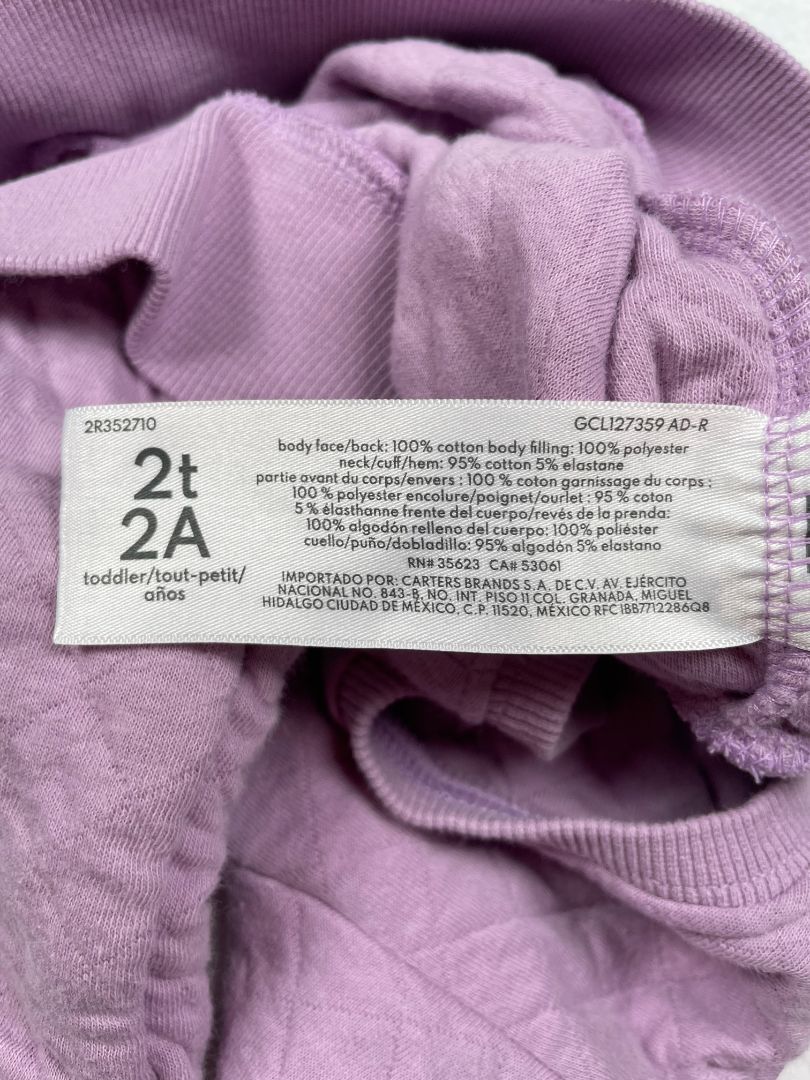 2R352710
GCL127359 AD-R
2t
2A
toddler/tout-petit/
años
body face/back: 100% cotton body filling: 100% polyester
neck/cuff/hem: 95% cotton 5% elastane
partie avant du corps/envers : 100 % coton garnissage du corps :
100 % polyester encolure/poignet/ourlet : 95 % coton
5 % élasthanne frente del cuerpo/revés de la prenda:
100% algodón relleno del cuerpo: 100% poliéster
cuello/puño/dobladillo: 95% algodón 5% elastano
RN# 35623 CA# 53061
IMPORTADO POR: CARTERS BRANDS S.A. DE C.V. AV. EJÉRCITO
NACIONAL NO. 843-B, NO. INT. PISO 11 COL. GRANADA, MIGUEL
HIDALGO CIUDAD DE MÉXICO, C.P. 11520, MÉXICO RFC IBB7712286Q8